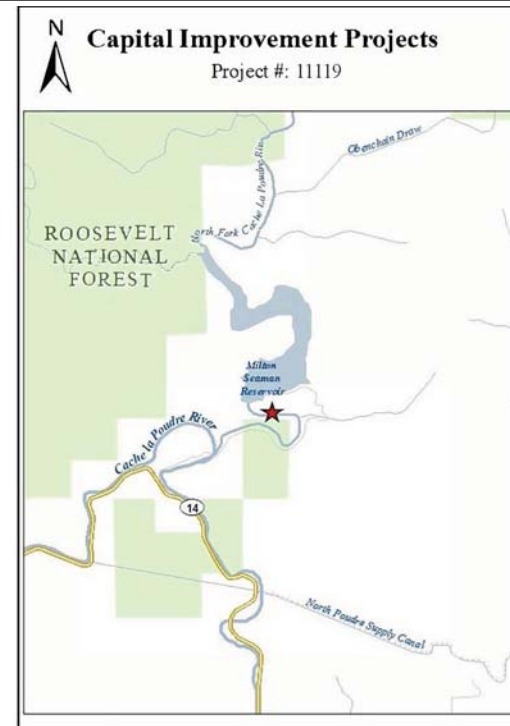 N
Capital Improvement Projects
Project #: 11119
Obenchain Draw
North Fork Cache La Poudre Riv
ROOSEVELT
NATIONAL
FOREST
Milton
Seaman
Reservoir
Cache la Poudre River
14
North Poudre Supply Canal